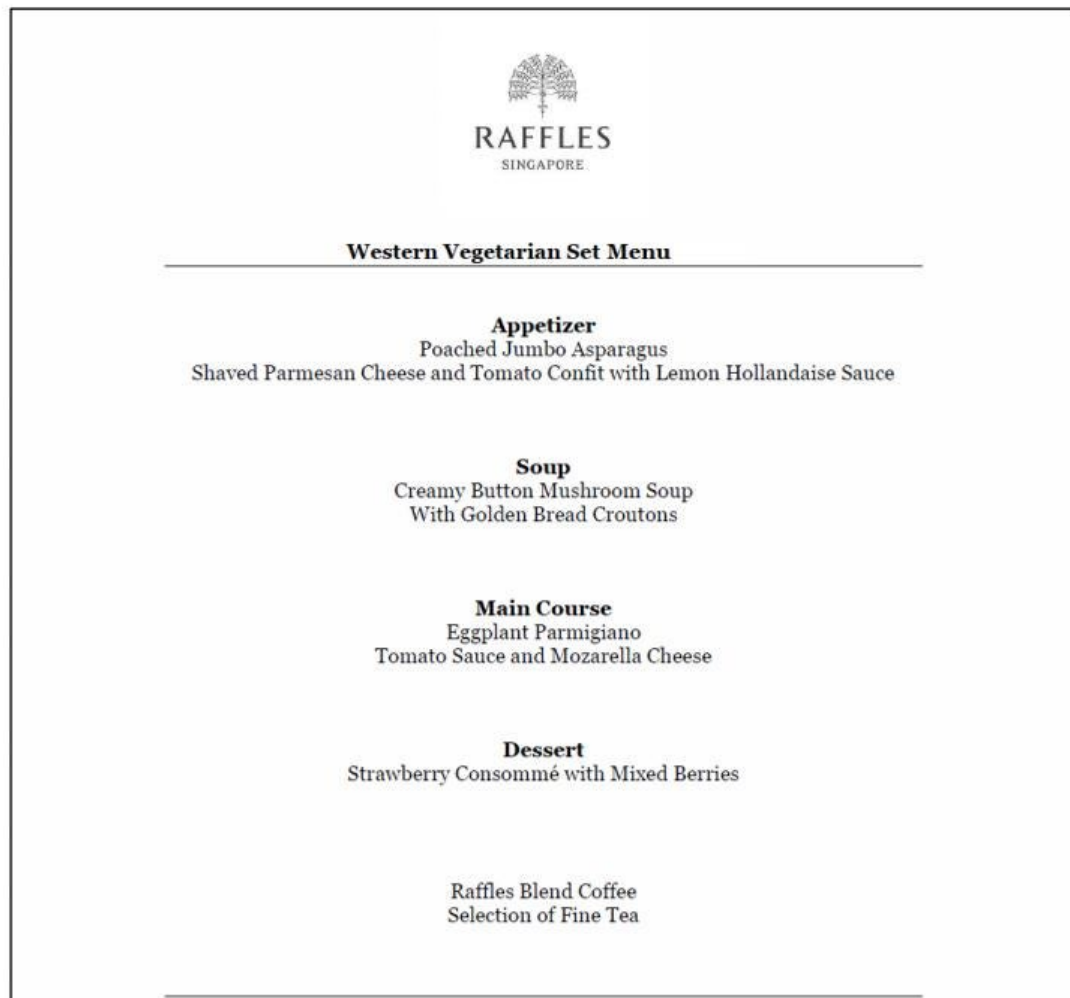 RAFFLES
SINGAPORE
Western Vegetarian Set Menu
Appetizer
Poached Jumbo Asparagus
Shaved Parmesan Cheese and Tomato Confit with Lemon Hollandaise Sauce
Soup
Creamy Button Mushroom Soup
With Golden Bread Croutons
Main Course
Eggplant Parmigiano
Tomato Sauce and Mozarella Cheese
Dessert
Strawberry Consommé with Mixed Berries
Raffles Blend Coffee
Selection of Fine Tea